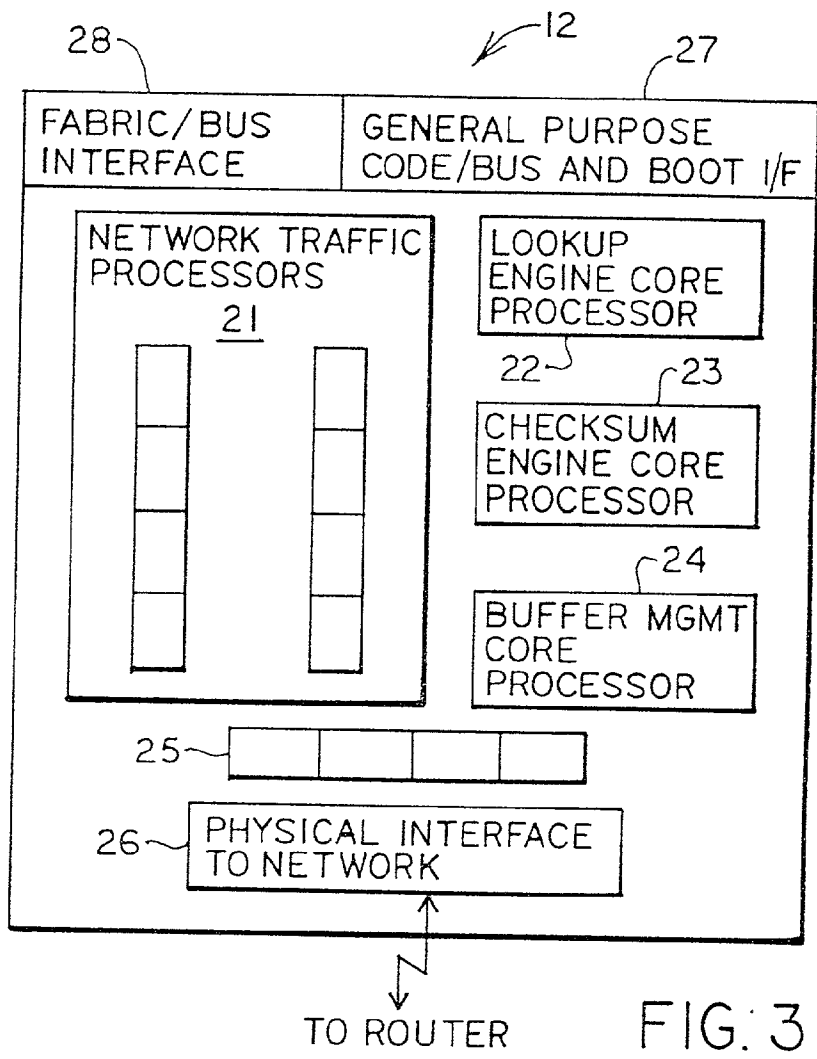 28
12
27
FABRIC/BUS
INTERFACE
GENERAL PURPOSE
CODE/BUS AND BOOT I/F
NETWORK TRAFFIC
PROCESSORS
21
LOOKUP
ENGINE CORE
PROCESSOR
22
23
CHECKSUM
ENGINE CORE
PROCESSOR
24
BUFFER MGMT
CORE
PROCESSOR
25
26
PHYSICAL INTERFACE
TO NETWORK
TO ROUTER
FIG. 3